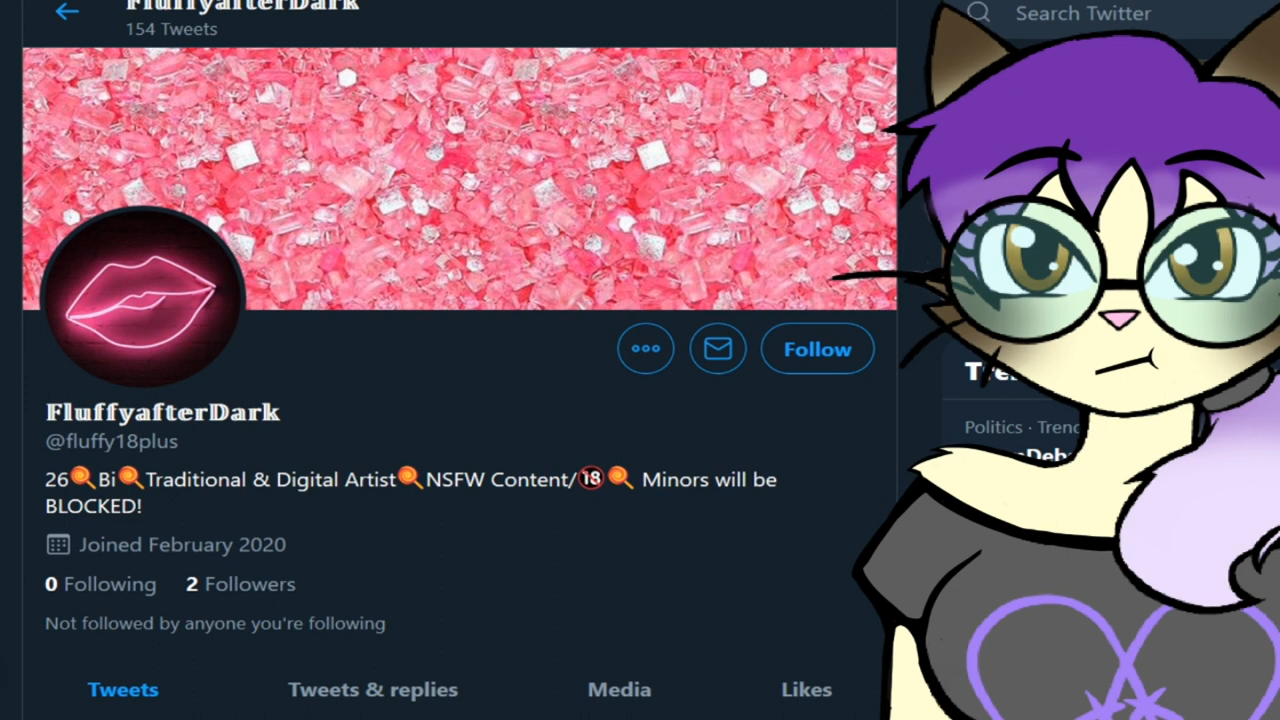 FluffyafterDark
154 Tweets
Search Twitter
Follow
FluffyafterDark
@fluffy18plus
26🍭Bi🍭Traditional & Digital Artist🍭NSFW Content/🔞🍭 Minors will be
BLOCKED!
Joined February 2020
0 Following 2 Followers
Not followed by anyone you're following
Tweets Tweets & replies Media Likes
Politics ·